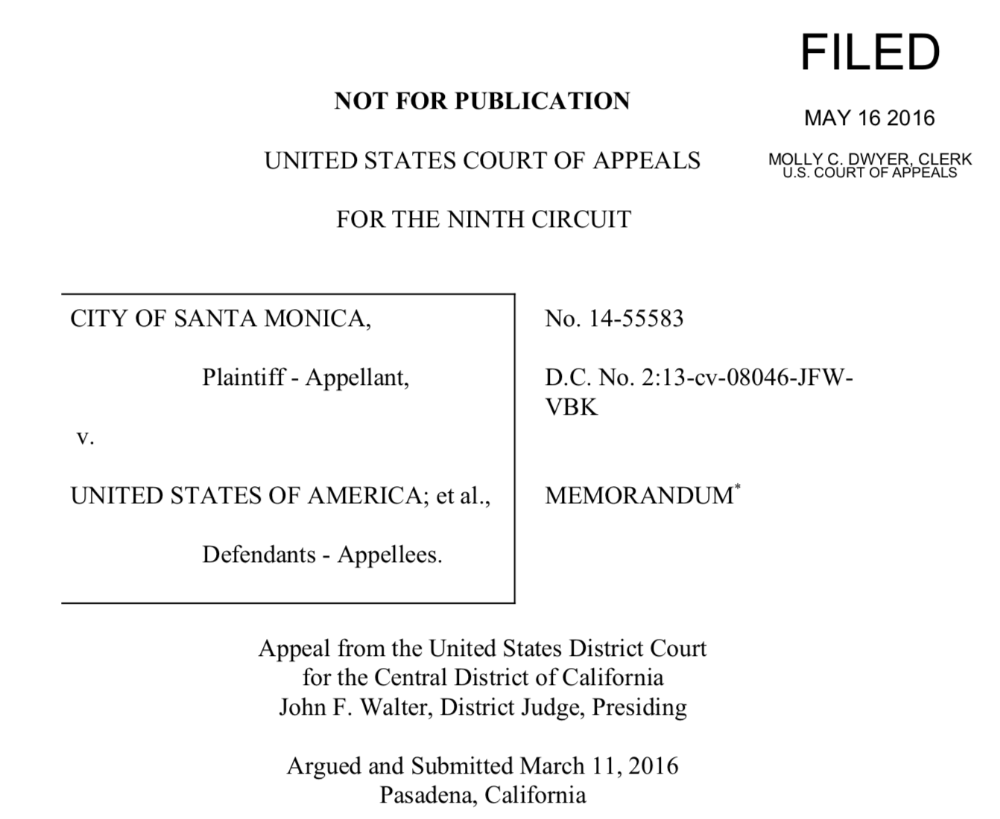 FILED
NOT FOR PUBLICATION
MAY 16 2016
UNITED STATES COURT OF APPEALS
MOLLY C. DWYER, CLERK
U.S. COURT OF APPEALS
FOR THE NINTH CIRCUIT
CITY OF SANTA MONICA,
Plaintiff - Appellant,
v.
UNITED STATES OF AMERICA; et al.,
Defendants - Appellees.
No. 14-55583
D.C. No. 2:13-cv-08046-JFW-
VBK
MEMORANDUM*
Appeal from the United States District Court
for the Central District of California
John F. Walter, District Judge, Presiding
Argued and Submitted March 11, 2016
Pasadena, California